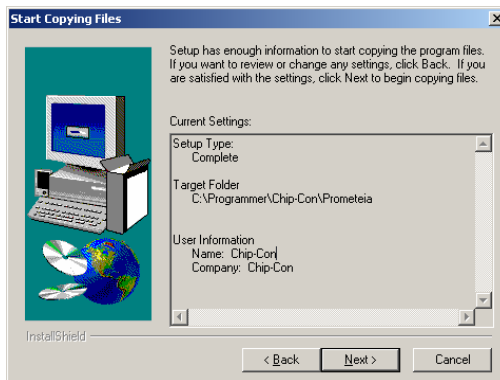 Start Copying Files
Setup has enough information to start copying the program files.
If you want to review or change any settings, click Back. If you
are satisfied with the settings, click Next to begin copying files.
Current Settings:
Setup Type:
Complete
Target Folder
C:\Programmer\Chip-Con\Prometeia
User Information
Name: Chip-Con
Company: Chip-Con
InstallShield
< Back
Next >
Cancel